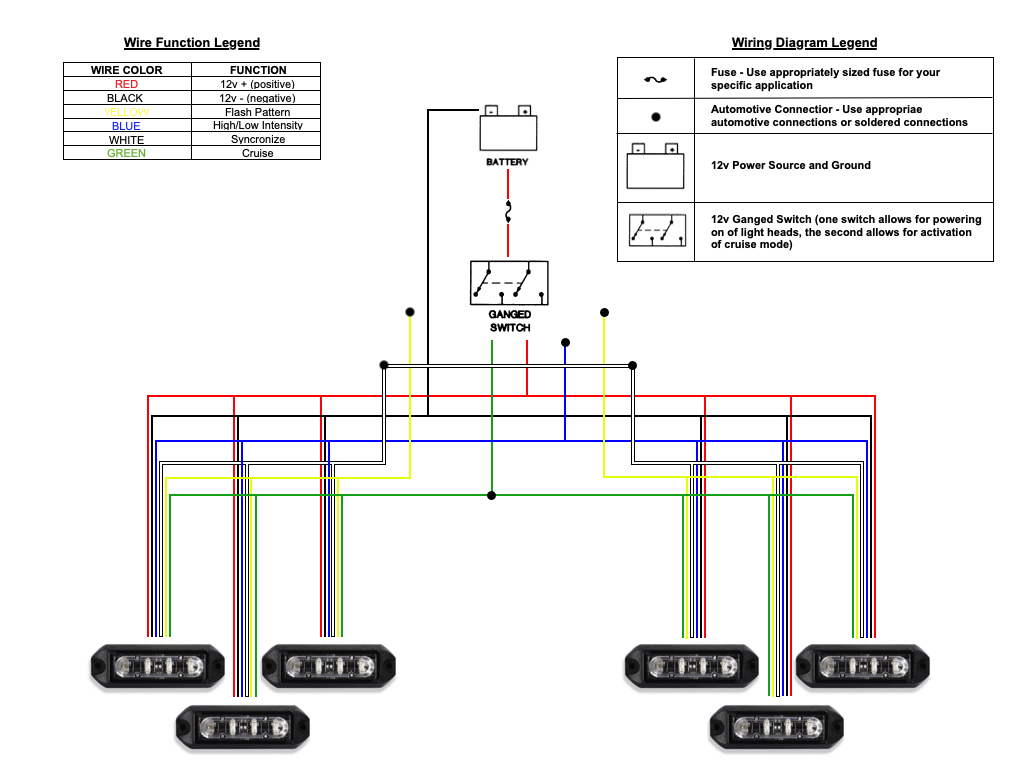 Wire Function Legend
WIRE COLOR FUNCTION
RED 12v + (positive)
BLACK 12v - (negative)
YELLOW Flash Pattern
BLUE High/Low Intensity
WHITE Syncronize
GREEN Cruise
Wiring Diagram Legend
Fuse - Use appropriately sized fuse for your
specific application
Automotive Connectior - Use appropriae
automotive connections or soldered connections
- +
12v Power Source and Ground
12v Ganged Switch (one switch allows for powering
on of light heads, the second allows for activation
of cruise mode)
- +
BATTERY
GANGED
SWITCH